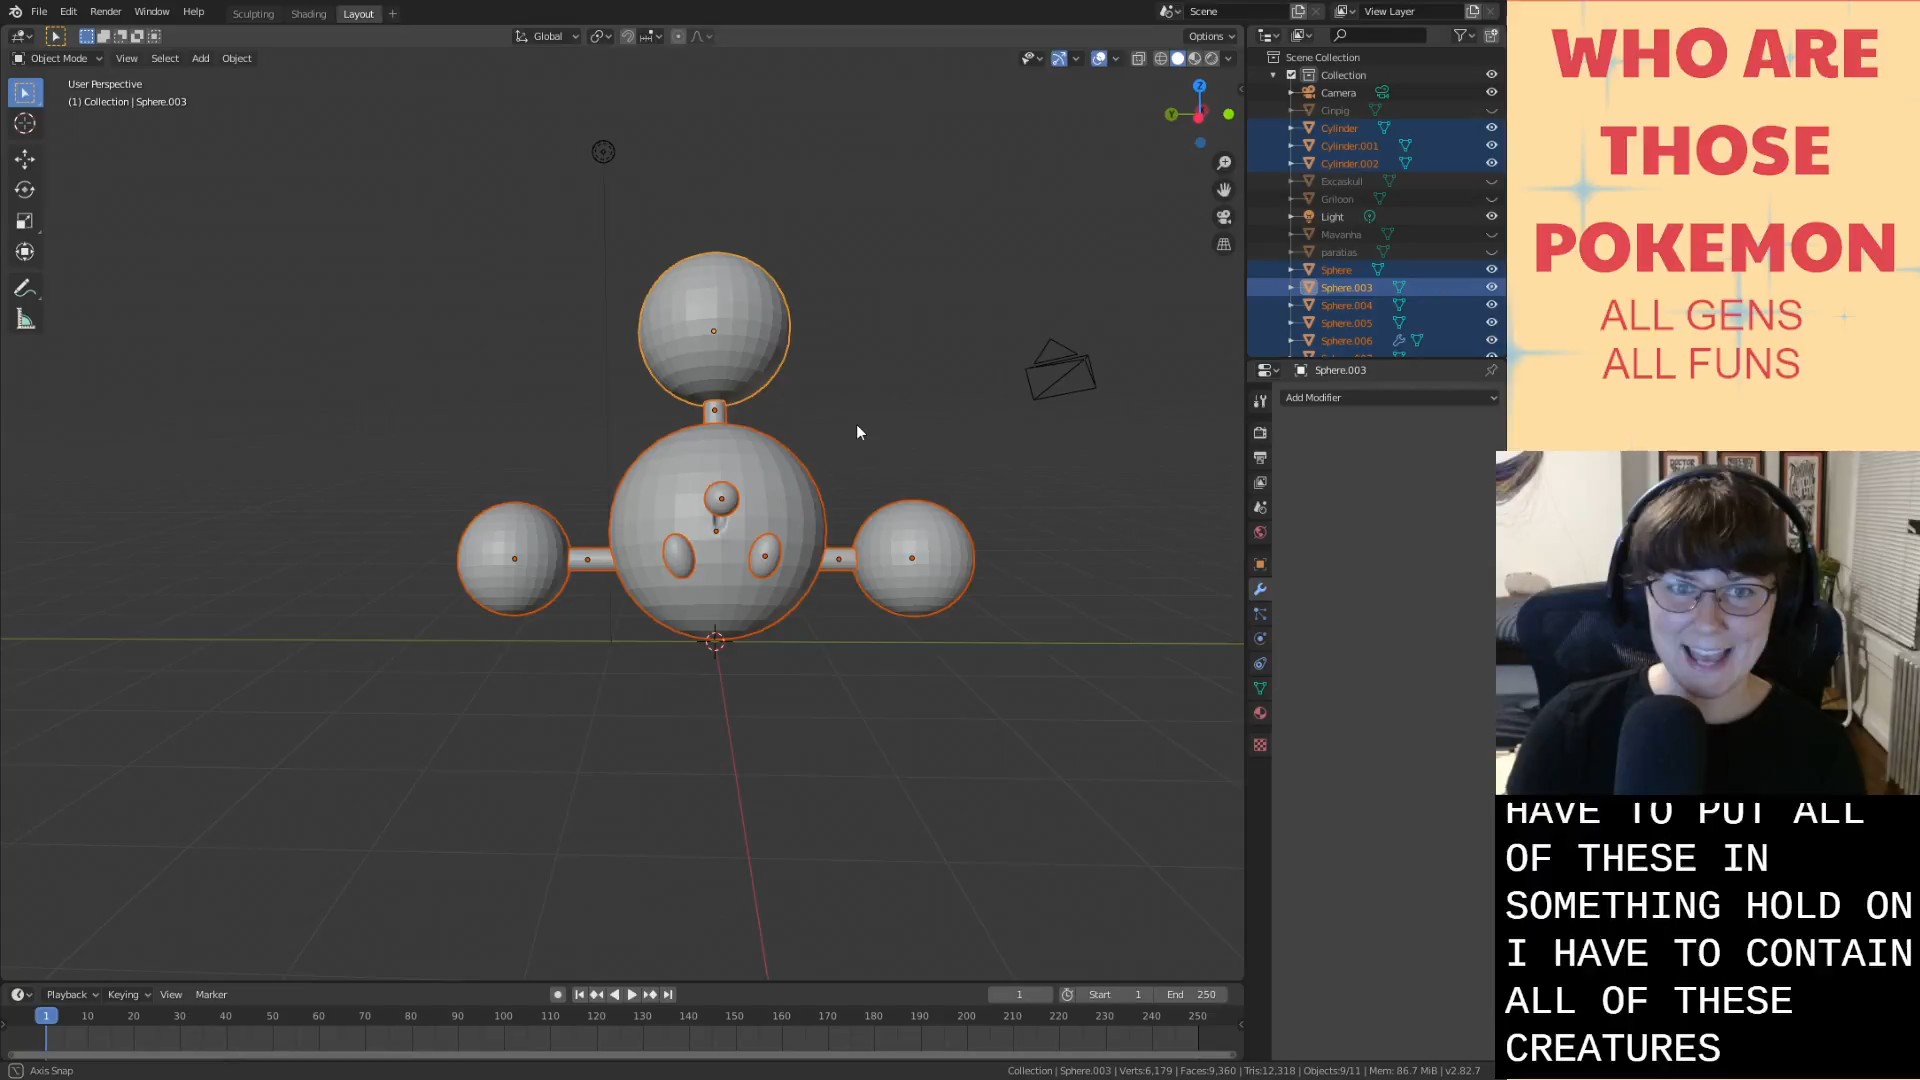 File Edit Render Window Help Sculpting Shading Layout + Scene View Layer
Global Options
Object Mode View Select Add Object
User Perspective
(1) Collection | Sphere.003
Z
Y
Scene Collection
Collection
Camera
Cinpig
Cylinder
Cylinder.001
Cylinder.002
Excaskull
Griloon
Light
Mavanha
paratias
Sphere
Sphere.003
Sphere.004
Sphere.005
Sphere.006
Sphere.003
Add Modifier
Playback Keying View Marker 1 Start 1 End 250
1 10 20 30 40 50 60 70 80 90 100 110 120 130 140 150 160 170 180 190 200 210 220 230 240 250
Axis Snap
Collection | Sphere.003 | Verts:6,179 | Faces:9,360 | Tris:12,318 | Objects:9/11 | Mem: 86.7 MiB | v2.82.7
WHO ARE
THOSE
POKEMON
ALL GENS
ALL FUNS
HAVE TO PUT ALL
OF THESE IN
SOMETHING HOLD ON
I HAVE TO CONTAIN
ALL OF THESE
CREATURES